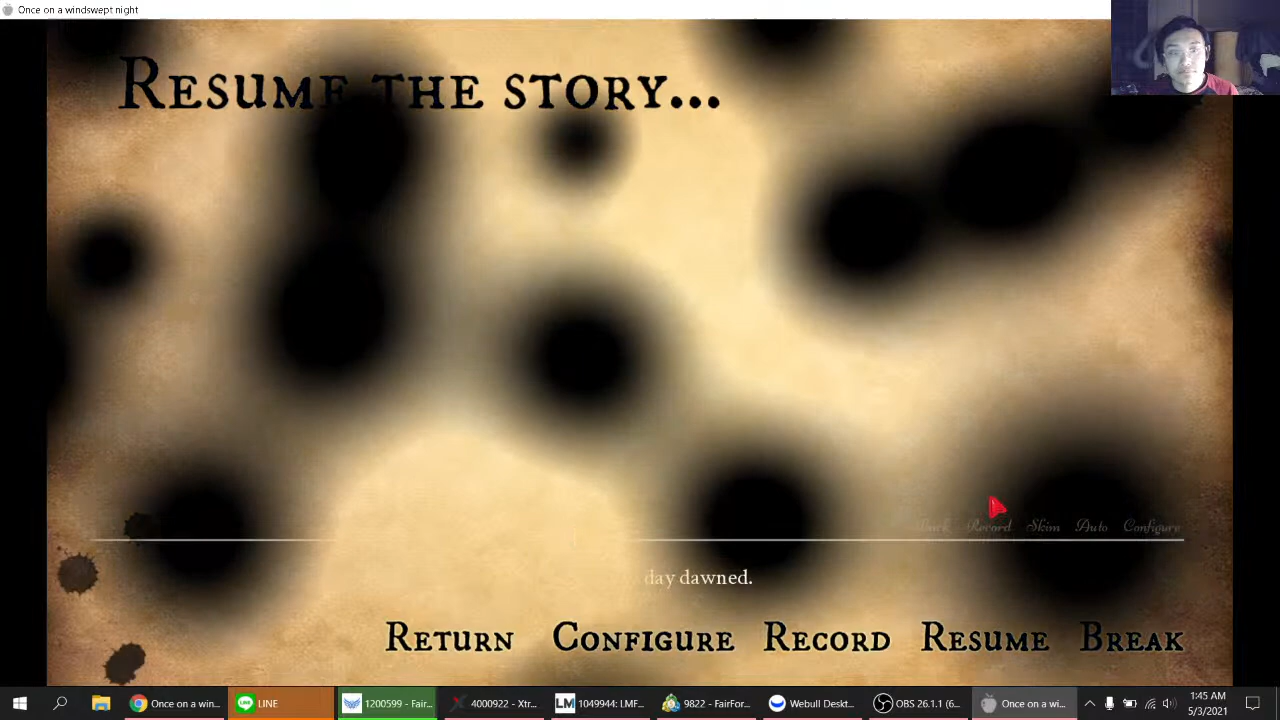 Once on a windswept night
Resume the story...
Back Record Skim Auto Configure
day dawned.
Return Configure Record Resume Break
Once on a win... LINE 1200599 - Fair... 4000922 - Xtr... 1049944: LMF... 9822 - FairFor... Webull Deskt... OBS 26.1.1 (6... Once on a wi...
1:45 AM
5/3/2021